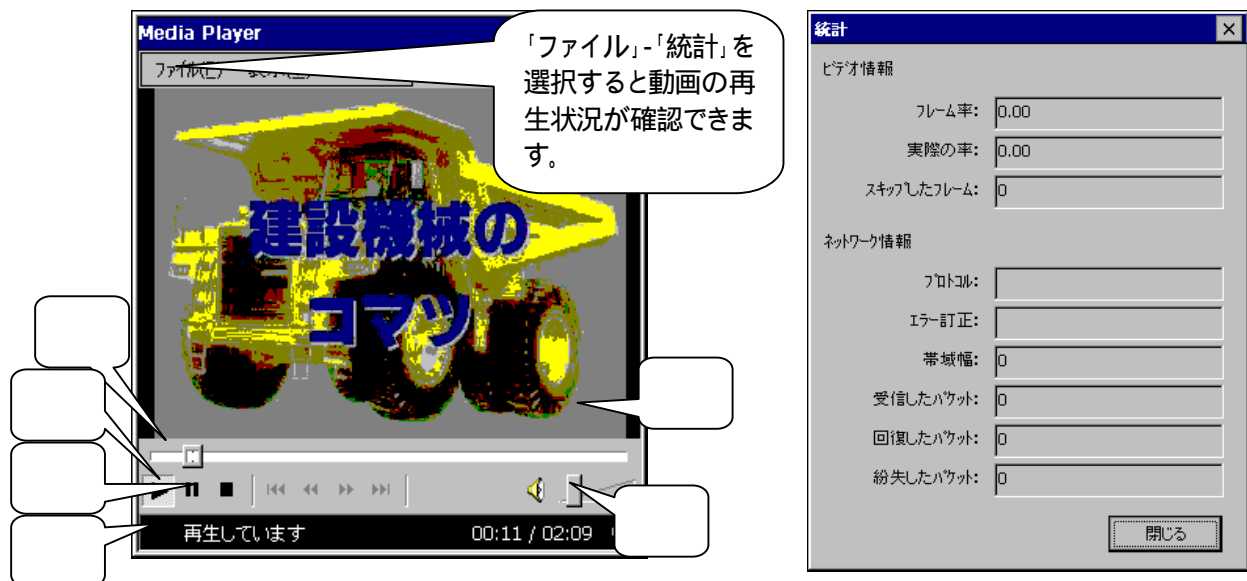 Media Player
ファイル(F)
「ファイル」-「統計」を
選択すると動画の再
生状況が確認できま
す。
建設機械の
コマツ
再生しています
00:11 / 02:09
統計
ビデオ情報
フレーム率: 0.00
実際の率: 0.00
スキップしたフレーム: 0
ネットワーク情報
プロトコル:
エラー訂正:
帯域幅: 0
受信したパケット: 0
回復したパケット: 0
紛失したパケット: 0
閉じる